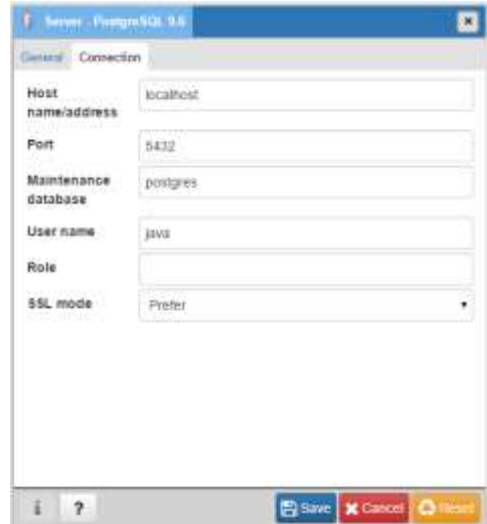 Server - PostgreSQL 9.6
General Connection
Host name/address
localhost
Port
5432
Maintenance database
postgres
User name
java
Role
SSL mode
Prefer
i ? Save Cancel Reset